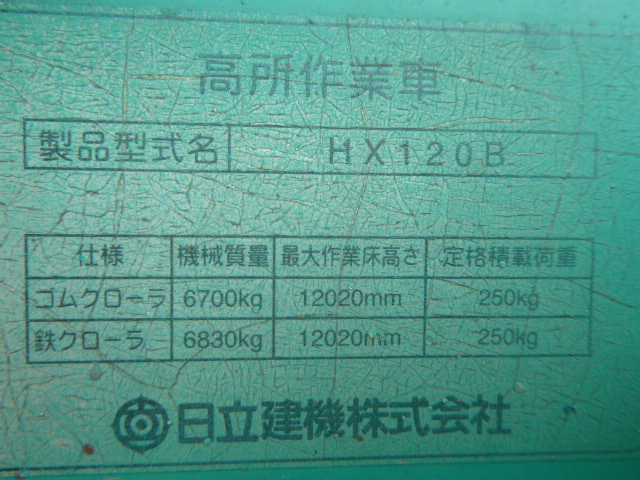 高所作業車
製品型式名 HX120B
仕様 機械質量 最大作業床高さ 定格積載荷重
ゴムクローラ 6700kg 12020mm 250kg
鉄クローラ 6830kg 12020mm 250kg
日立建機株式会社